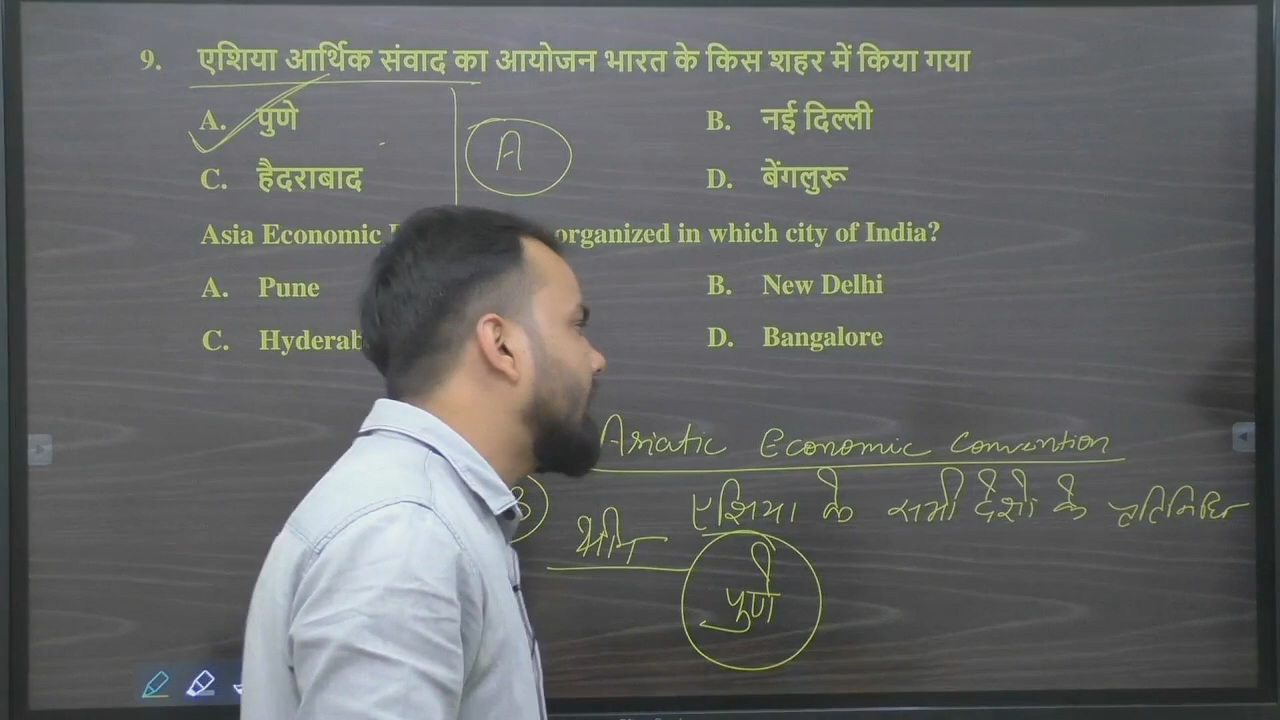 9. एशिया आर्थिक संवाद का आयोजन भारत के किस शहर में किया गया
A. पुणे B. नई दिल्ली
A
C. हैदराबाद D. बेंगलुरू
Asia Economic organized in which city of India?
A. Pune B. New Delhi
C. Hyderab D. Bangalore
Asiatic Economic Convention
एशिया के सभी देशो के प्रतिनिधि
पुणे